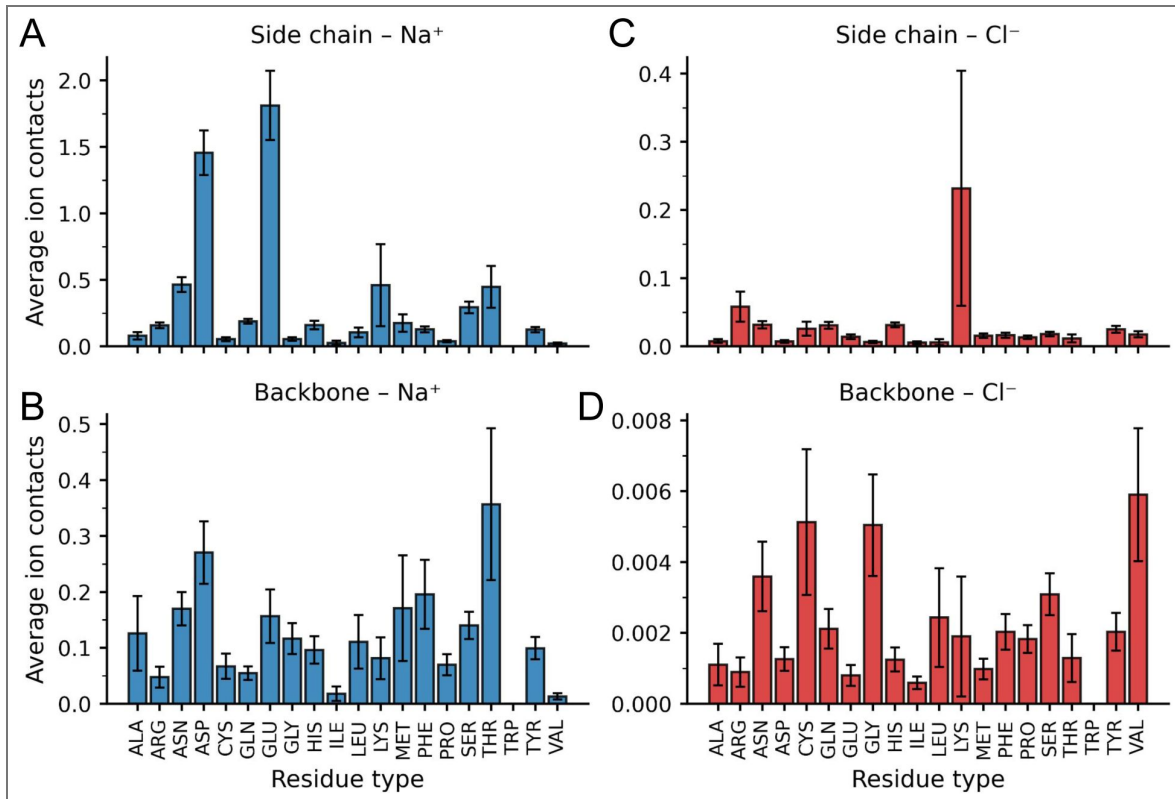 A
Side chain – Na⁺
Average ion contacts
2.0
1.5
1.0
0.5
0.0
B
Backbone – Na⁺
Average ion contacts
0.5
0.4
0.3
0.2
0.1
0.0
ALA
ARG
ASN
ASP
CYS
GLN
GLU
GLY
HIS
ILE
LEU
LYS
MET
PHE
PRO
SER
THR
TRP
TYR
VAL
Residue type
C
Side chain – Cl⁻
0.4
0.3
0.2
0.1
0.0
D
Backbone – Cl⁻
0.008
0.006
0.004
0.002
0.000
ALA
ARG
ASN
ASP
CYS
GLN
GLU
GLY
HIS
ILE
LEU
LYS
MET
PHE
PRO
SER
THR
TRP
TYR
VAL
Residue type